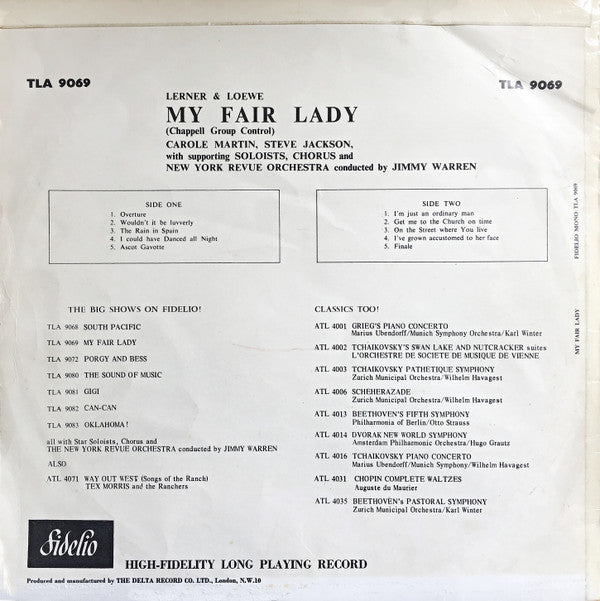 TLA 9069
TLA 9069
LERNER & LOEWE
MY FAIR LADY
(Chappell Group Control)
CAROLE MARTIN, STEVE JACKSON,
with supporting SOLOISTS, CHORUS and
NEW YORK REVUE ORCHESTRA conducted by JIMMY WARREN
SIDE ONE
1. Overture
2. Wouldn't it be luvverly
3. The Rain in Spain
4. I could have Danced all Night
5. Ascot Gavotte
SIDE TWO
1. I'm just an ordinary man
2. Get me to the Church on time
3. On the Street where You live
4. I've grown accustomed to her face
5. Finale
FIDELIO MONO TLA 9069
MY FAIR LADY
THE BIG SHOWS ON FIDELIO!
TLA 9068 SOUTH PACIFIC
TLA 9069 MY FAIR LADY
TLA 9072 PORGY AND BESS
TLA 9080 THE SOUND OF MUSIC
TLA 9081 GIGI
TLA 9082 CAN-CAN
TLA 9083 OKLAHOMA!
all with Star Soloists, Chorus and
THE NEW YORK REVUE ORCHESTRA conducted by JIMMY WARREN
ALSO
ATL 4071 WAY OUT WEST (Songs of the Ranch)
TEX MORRIS and the Ranchers
CLASSICS TOO!
ATL 4001 GRIEG'S PIANO CONCERTO
Marius Ubendorff/Munich Symphony Orchestra/Karl Winter
ATL 4002 TCHAIKOVSKY'S SWAN LAKE AND NUTCRACKER suites
L'ORCHESTRE DE SOCIETE DE MUSIQUE DE VIENNE
ATL 4003 TCHAIKOVSKY PATHETIQUE SYMPHONY
Zurich Municipal Orchestra/Wilhelm Havagest
ATL 4006 SCHEHERAZADE
Zurich Municipal Orchestra/Wilhelm Havagest
ATL 4013 BEETHOVEN'S FIFTH SYMPHONY
Philharmonia of Berlin/Otto Strauss
ATL 4014 DVORAK NEW WORLD SYMPHONY
Amsterdam Philharmonic Orchestra/Hugo Grautz
ATL 4016 TCHAIKOVSKY PIANO CONCERTO
Marius Ubendorff/Munich Symphony/Wilhelm Havagest
ATL 4031 CHOPIN COMPLETE WALTZES
Auguste du Maurier
ATL 4035 BEETHOVEN's PASTORAL SYMPHONY
Zurich Municipal Orchestra/Karl Winter
Fidelio
HIGH-FIDELITY LONG PLAYING RECORD
Produced and manufactured by THE DELTA RECORD CO. LTD., London, N.W.10